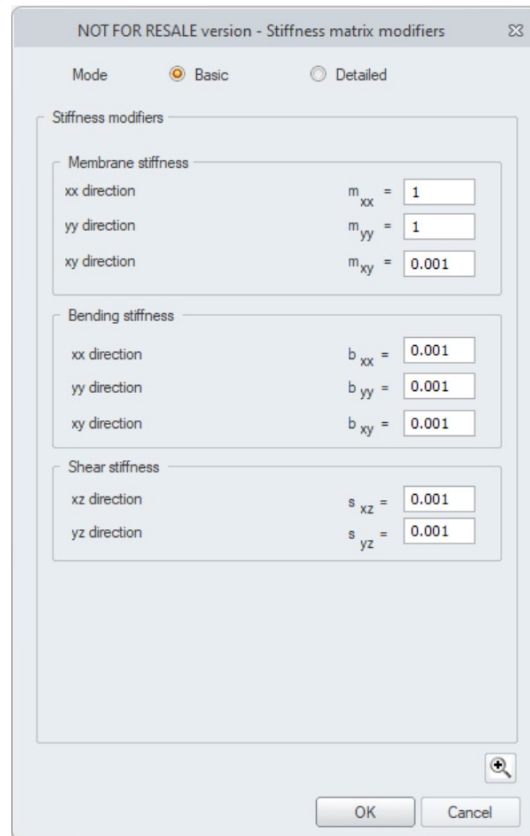 NOT FOR RESALE version - Stiffness matrix modifiers
Mode Basic Detailed
Stiffness modifiers
Membrane stiffness
xx direction m xx = 1
yy direction m yy = 1
xy direction m xy = 0.001
Bending stiffness
xx direction b xx = 0.001
yy direction b yy = 0.001
xy direction b xy = 0.001
Shear stiffness
xz direction s xz = 0.001
yz direction s yz = 0.001
OK Cancel